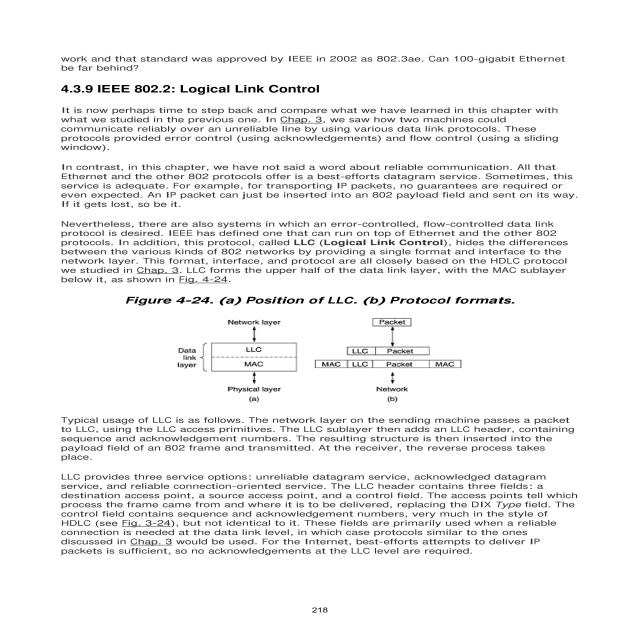 work and that standard was approved by IEEE in 2002 as 802.3ae. Can 100-gigabit Ethernet
be far behind?
4.3.9 IEEE 802.2: Logical Link Control
It is now perhaps time to step back and compare what we have learned in this chapter with
what we studied in the previous one. In Chap. 3, we saw how two machines could
communicate reliably over an unreliable line by using various data link protocols. These
protocols provided error control (using acknowledgements) and flow control (using a sliding
window).
In contrast, in this chapter, we have not said a word about reliable communication. All that
Ethernet and the other 802 protocols offer is a best-efforts datagram service. Sometimes, this
service is adequate. For example, for transporting IP packets, no guarantees are required or
even expected. An IP packet can just be inserted into an 802 payload field and sent on its way.
If it gets lost, so be it.
Nevertheless, there are also systems in which an error-controlled, flow-controlled data link
protocol is desired. IEEE has defined one that can run on top of Ethernet and the other 802
protocols. In addition, this protocol, called LLC (Logical Link Control), hides the differences
between the various kinds of 802 networks by providing a single format and interface to the
network layer. This format, interface, and protocol are all closely based on the HDLC protocol
we studied in Chap. 3. LLC forms the upper half of the data link layer, with the MAC sublayer
below it, as shown in Fig. 4-24.
Figure 4-24. (a) Position of LLC. (b) Protocol formats.
Network layer
Data
link
layer
LLC
MAC
Physical layer
(a)
Packet
LLC Packet
MAC LLC Packet MAC
Network
(b)
Typical usage of LLC is as follows. The network layer on the sending machine passes a packet
to LLC, using the LLC access primitives. The LLC sublayer then adds an LLC header, containing
sequence and acknowledgement numbers. The resulting structure is then inserted into the
payload field of an 802 frame and transmitted. At the receiver, the reverse process takes
place.
LLC provides three service options: unreliable datagram service, acknowledged datagram
service, and reliable connection-oriented service. The LLC header contains three fields: a
destination access point, a source access point, and a control field. The access points tell which
process the frame came from and where it is to be delivered, replacing the DIX Type field. The
control field contains sequence and acknowledgement numbers, very much in the style of
HDLC (see Fig. 3-24), but not identical to it. These fields are primarily used when a reliable
connection is needed at the data link level, in which case protocols similar to the ones
discussed in Chap. 3 would be used. For the Internet, best-efforts attempts to deliver IP
packets is sufficient, so no acknowledgements at the LLC level are required.
218